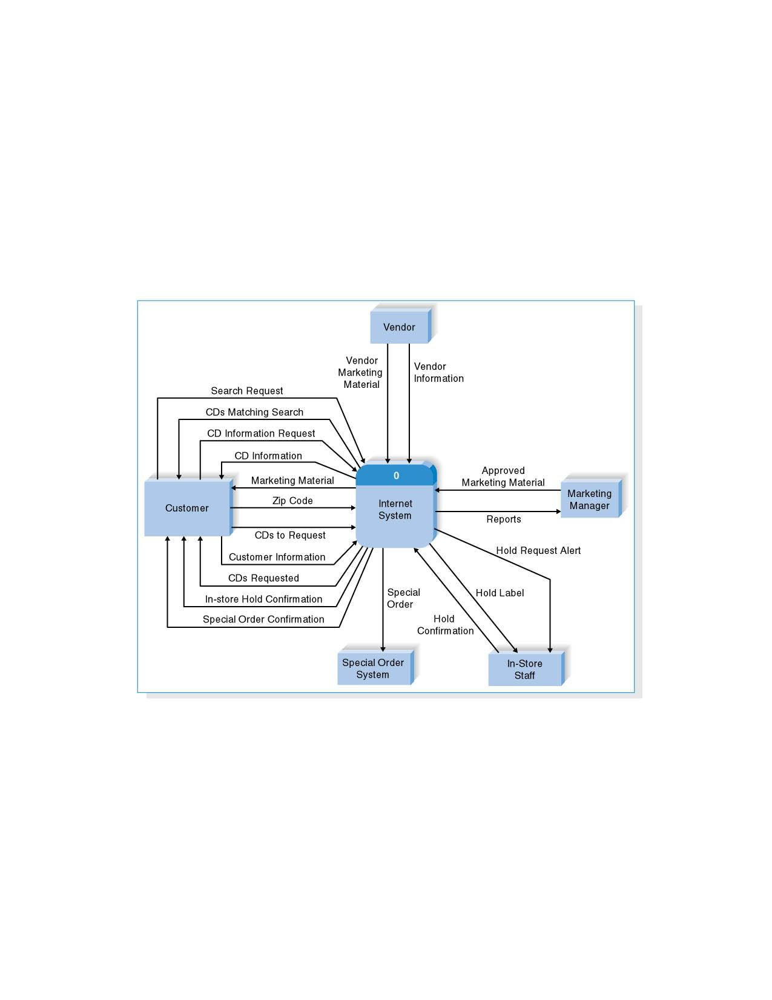 Vendor
Vendor
Marketing
Material
Vendor
Information
Search Request
CDs Matching Search
CD Information Request
CD Information
Marketing Material
Zip Code
CDs to Request
Customer Information
CDs Requested
In-store Hold Confirmation
Special Order Confirmation
Customer
0
Internet
System
Approved
Marketing Material
Reports
Marketing
Manager
Hold Request Alert
Hold Label
Hold
Confirmation
Special
Order
Special Order
System
In-Store
Staff